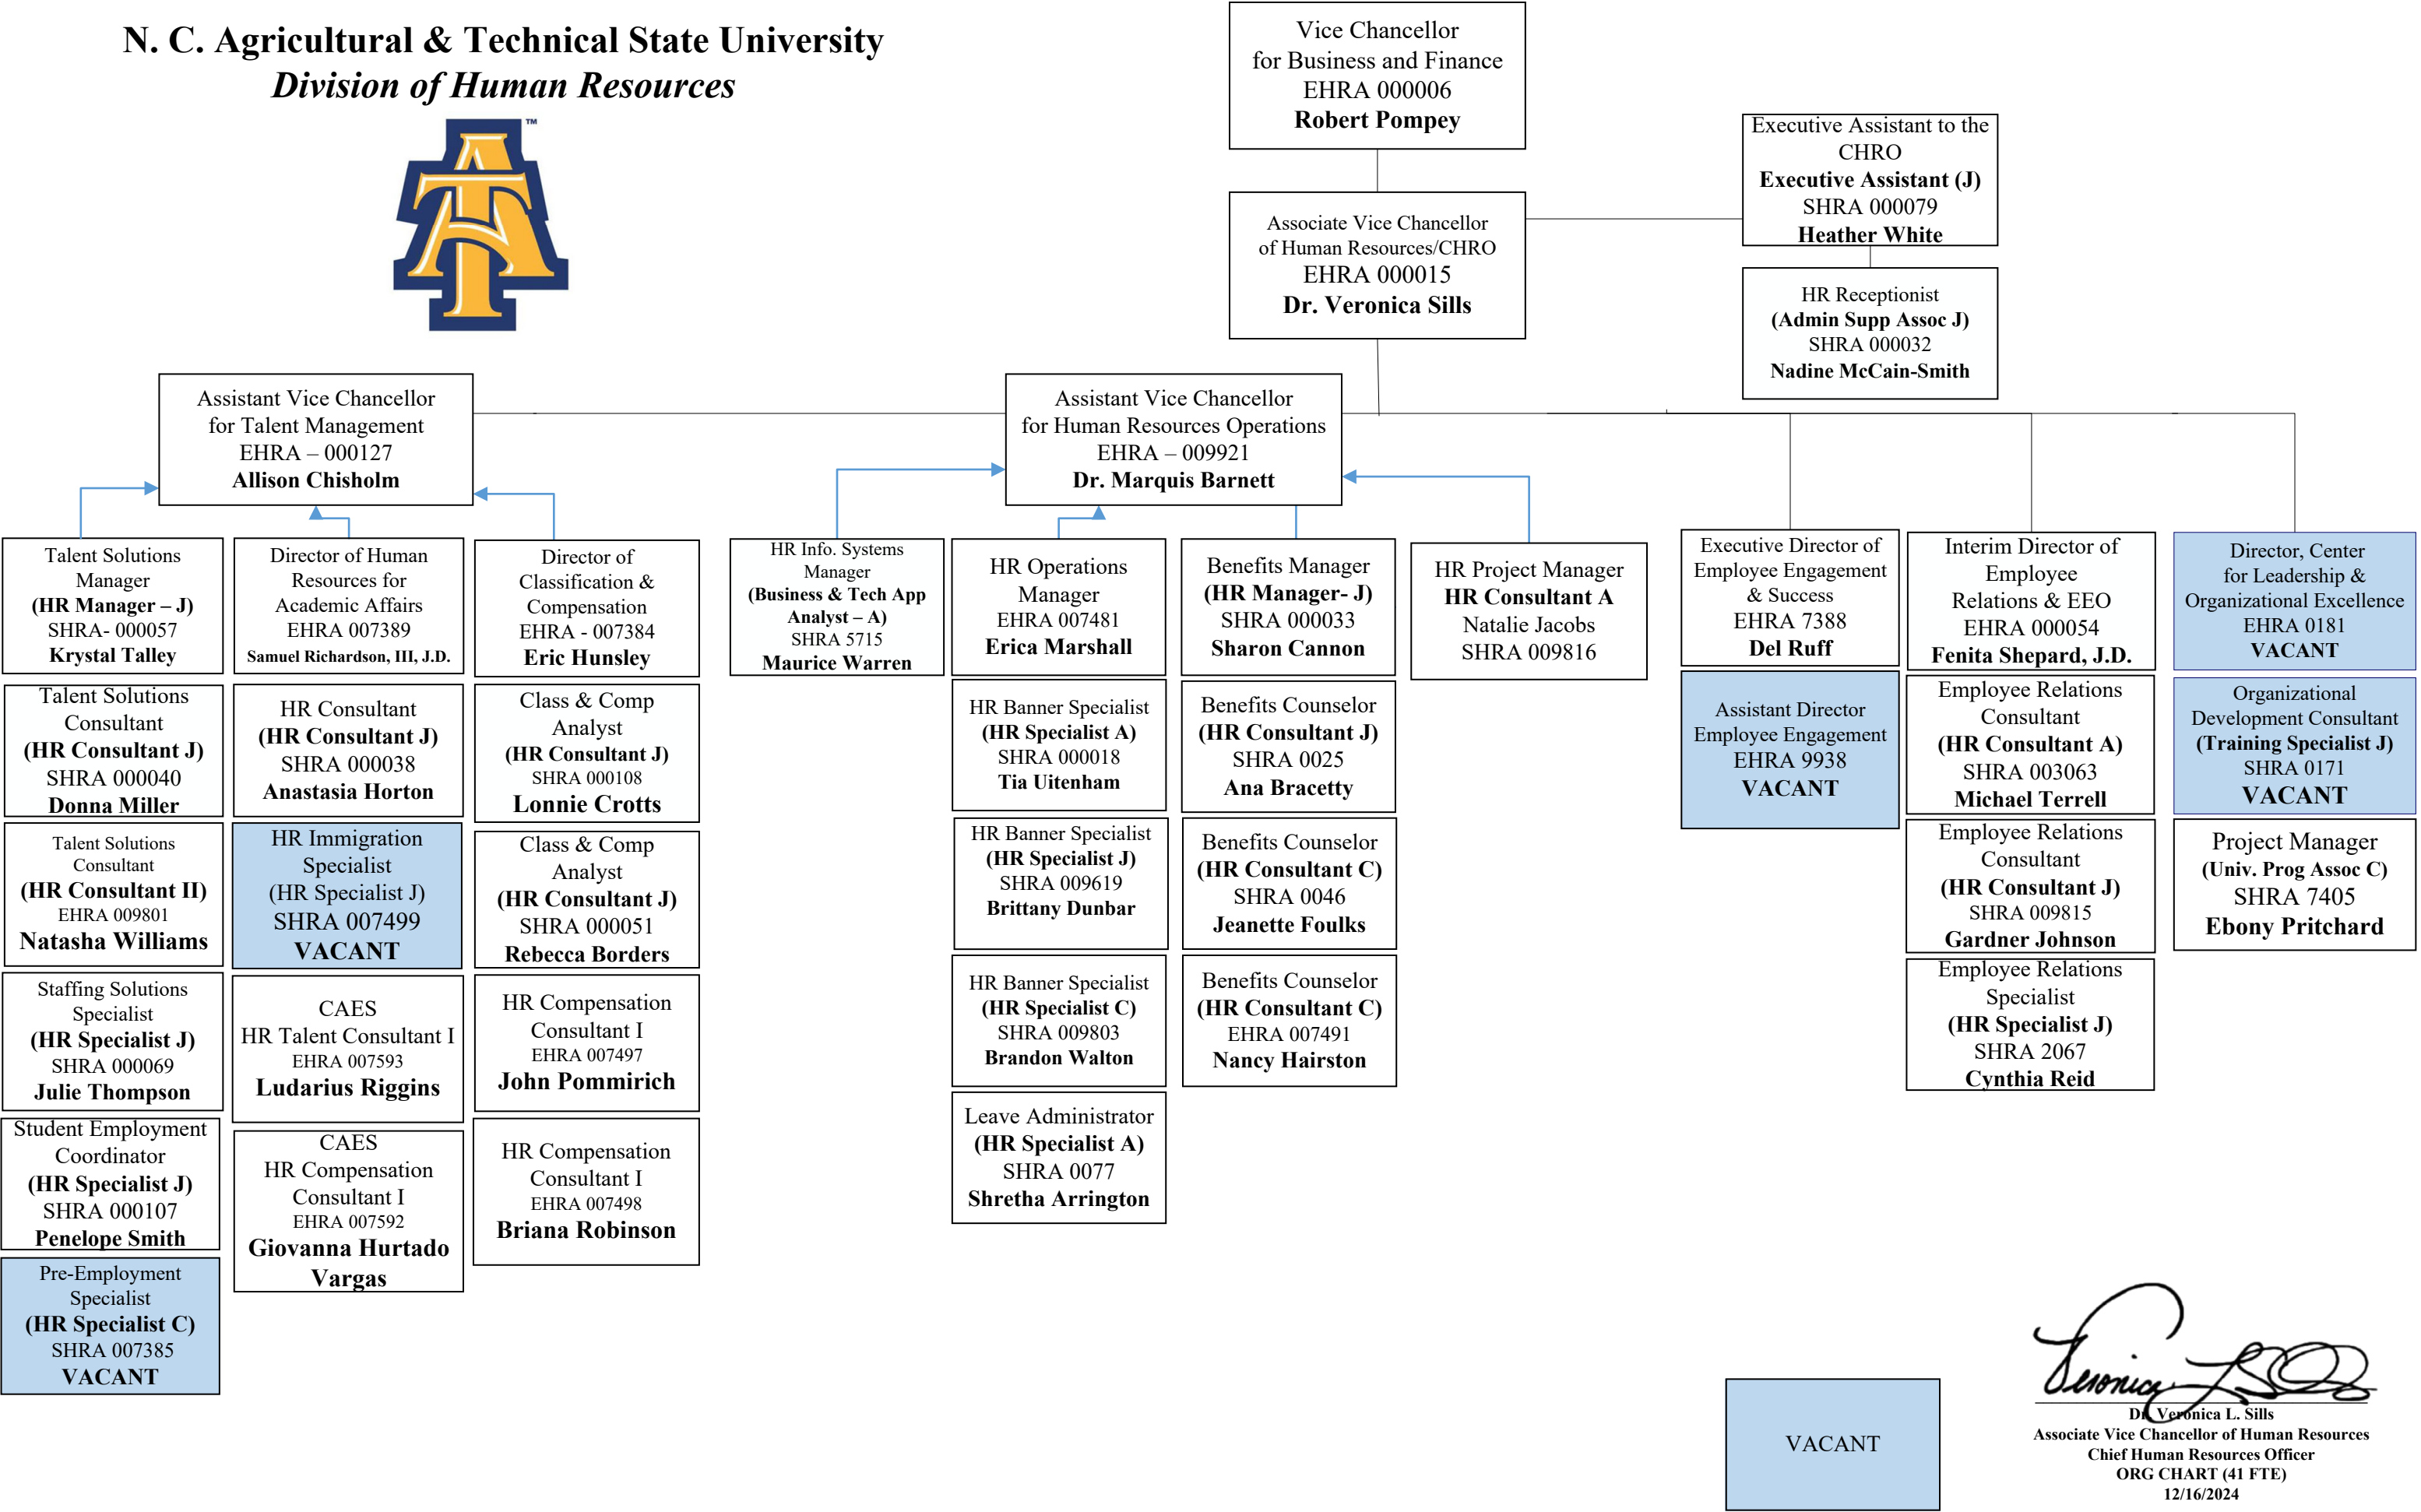 N. C. Agricultural & Technical State University
Division of Human Resources
TM
Vice Chancellor
for Business and Finance
EHRA 000006
Robert Pompey
Executive Assistant to the
CHRO
Executive Assistant (J)
SHRA 000079
Heather White
Associate Vice Chancellor
of Human Resources/CHRO
EHRA 000015
Dr. Veronica Sills
HR Receptionist
(Admin Supp Assoc J)
SHRA 000032
Nadine McCain-Smith
Assistant Vice Chancellor
for Talent Management
EHRA – 000127
Allison Chisholm
Assistant Vice Chancellor
for Human Resources Operations
EHRA – 009921
Dr. Marquis Barnett
Talent Solutions
Manager
(HR Manager – J)
SHRA- 000057
Krystal Talley
Talent Solutions
Consultant
(HR Consultant J)
SHRA 000040
Donna Miller
Talent Solutions
Consultant
(HR Consultant II)
EHRA 009801
Natasha Williams
Staffing Solutions
Specialist
(HR Specialist J)
SHRA 000069
Julie Thompson
Student Employment
Coordinator
(HR Specialist J)
SHRA 000107
Penelope Smith
Pre-Employment
Specialist
(HR Specialist C)
SHRA 007385
VACANT
Director of Human
Resources for
Academic Affairs
EHRA 007389
Samuel Richardson, III, J.D.
HR Consultant
(HR Consultant J)
SHRA 000038
Anastasia Horton
HR Immigration
Specialist
(HR Specialist J)
SHRA 007499
VACANT
CAES
HR Talent Consultant I
EHRA 007593
Ludarius Riggins
CAES
HR Compensation
Consultant I
EHRA 007592
Giovanna Hurtado
Vargas
Director of
Classification &
Compensation
EHRA - 007384
Eric Hunsley
Class & Comp
Analyst
(HR Consultant J)
SHRA 000108
Lonnie Crotts
Class & Comp
Analyst
(HR Consultant J)
SHRA 000051
Rebecca Borders
HR Compensation
Consultant I
EHRA 007497
John Pommirich
HR Compensation
Consultant I
EHRA 007498
Briana Robinson
HR Info. Systems
Manager
(Business & Tech App
Analyst – A)
SHRA 5715
Maurice Warren
HR Operations
Manager
EHRA 007481
Erica Marshall
HR Banner Specialist
(HR Specialist A)
SHRA 000018
Tia Uitenham
HR Banner Specialist
(HR Specialist J)
SHRA 009619
Brittany Dunbar
HR Banner Specialist
(HR Specialist C)
SHRA 009803
Brandon Walton
Leave Administrator
(HR Specialist A)
SHRA 0077
Shretha Arrington
Benefits Manager
(HR Manager- J)
SHRA 000033
Sharon Cannon
Benefits Counselor
(HR Consultant J)
SHRA 0025
Ana Bracetty
Benefits Counselor
(HR Consultant C)
SHRA 0046
Jeanette Foulks
Benefits Counselor
(HR Consultant C)
EHRA 007491
Nancy Hairston
HR Project Manager
HR Consultant A
Natalie Jacobs
SHRA 009816
Executive Director of
Employee Engagement
& Success
EHRA 7388
Del Ruff
Assistant Director
Employee Engagement
EHRA 9938
VACANT
Interim Director of
Employee
Relations & EEO
EHRA 000054
Fenita Shepard, J.D.
Employee Relations
Consultant
(HR Consultant A)
SHRA 003063
Michael Terrell
Employee Relations
Consultant
(HR Consultant J)
SHRA 009815
Gardner Johnson
Employee Relations
Specialist
(HR Specialist J)
SHRA 2067
Cynthia Reid
Director, Center
for Leadership &
Organizational Excellence
EHRA 0181
VACANT
Organizational
Development Consultant
(Training Specialist J)
SHRA 0171
VACANT
Project Manager
(Univ. Prog Assoc C)
SHRA 7405
Ebony Pritchard
VACANT
Dr. Veronica L. Sills
Associate Vice Chancellor of Human Resources
Chief Human Resources Officer
ORG CHART (41 FTE)
12/16/2024